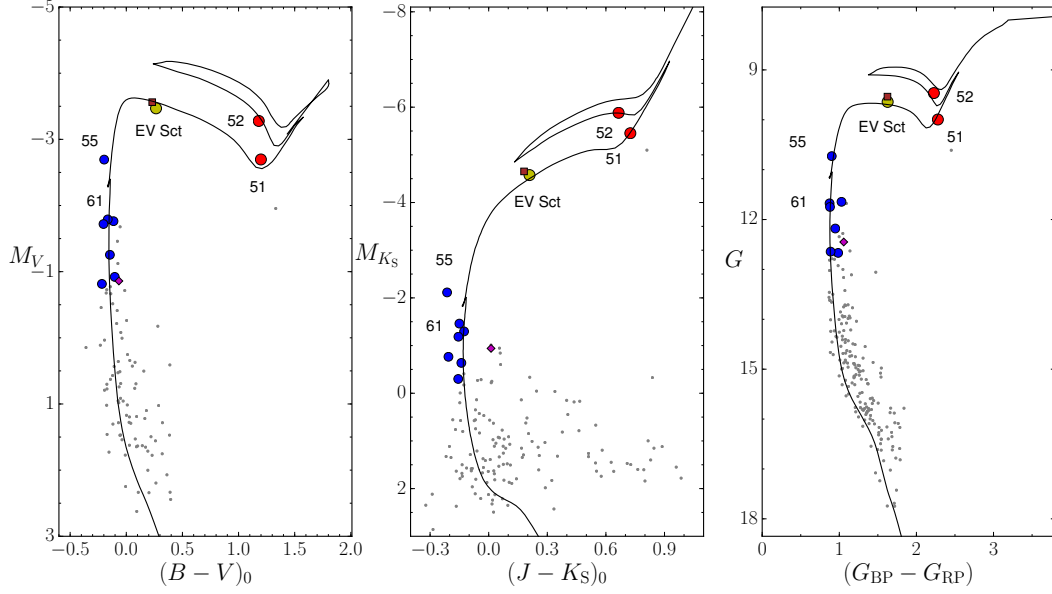 −5
−3
−1
1
3
M_V
55
61
EV Sct
52
51
−0.5 0.0 0.5 1.0 1.5 2.0
(B − V)_0
−8
−6
−4
−2
0
2
M_{K_S}
55
61
EV Sct
52
51
−0.3 0.0 0.3 0.6 0.9
(J − K_S)_0
9
12
15
18
G
55
61
EV Sct
52
51
0 1 2 3
(G_BP − G_RP)